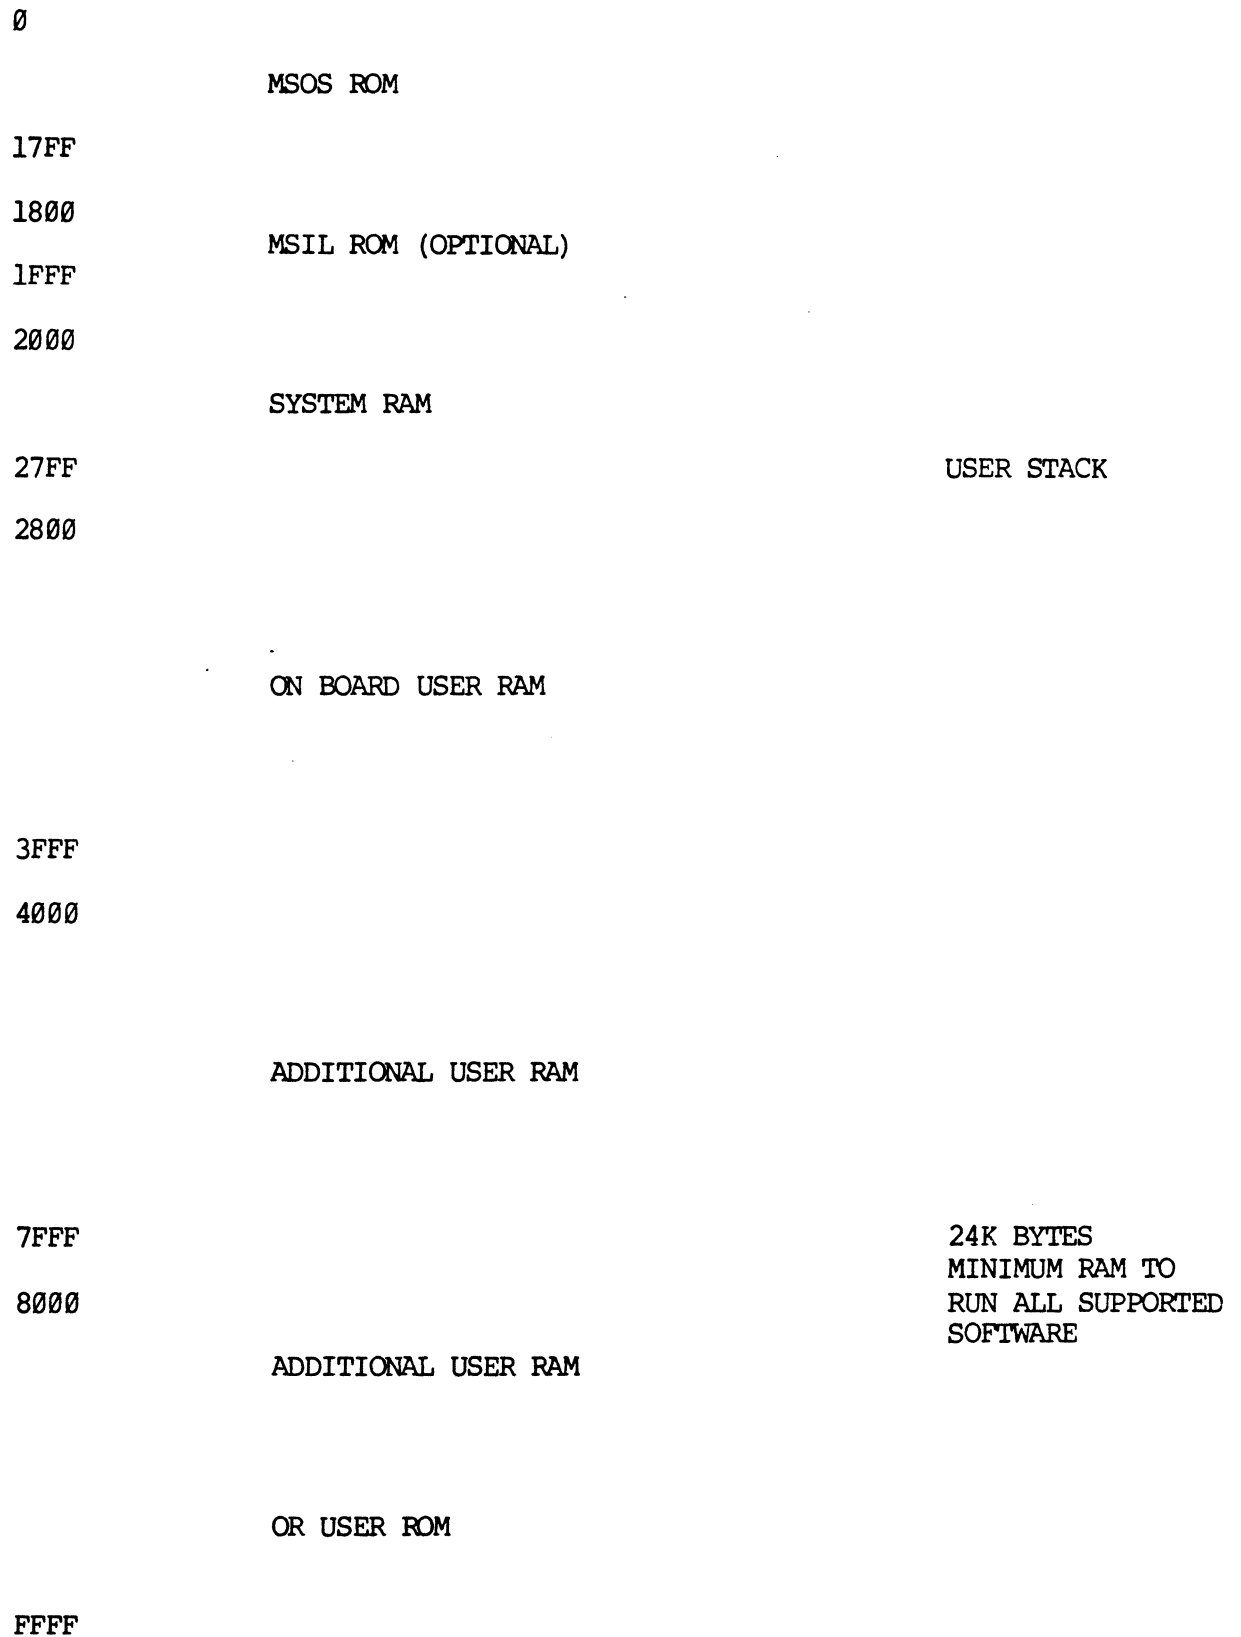 Ø
MSOS ROM
17FF
18ØØ
MSIL ROM (OPTIONAL)
1FFF
2ØØØ
SYSTEM RAM
27FF USER STACK
28ØØ
ON BOARD USER RAM
3FFF
4ØØØ
ADDITIONAL USER RAM
7FFF 24K BYTES
MINIMUM RAM TO
8ØØØ RUN ALL SUPPORTED
SOFTWARE
ADDITIONAL USER RAM
OR USER ROM
FFFF